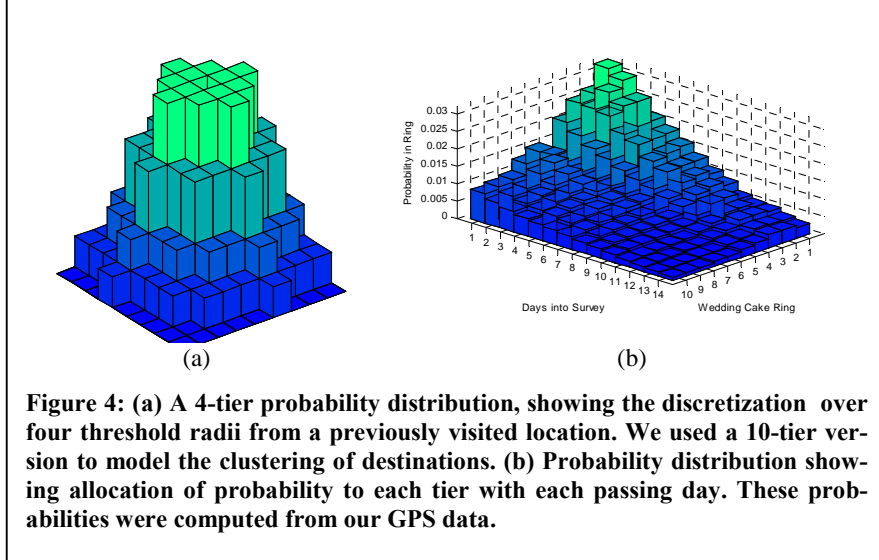 0.03
0.025
0.02
0.015
0.01
0.005
0
Probability in Ring
1 2 3 4 5 6 7 8 9 10 11 12 13 14
10 9 8 7 6 5 4 3 2 1
Days into Survey
Wedding Cake Ring
(a)
(b)
Figure 4: (a) A 4-tier probability distribution, showing the discretization over
four threshold radii from a previously visited location. We used a 10-tier ver-
sion to model the clustering of destinations. (b) Probability distribution show-
ing allocation of probability to each tier with each passing day. These prob-
abilities were computed from our GPS data.